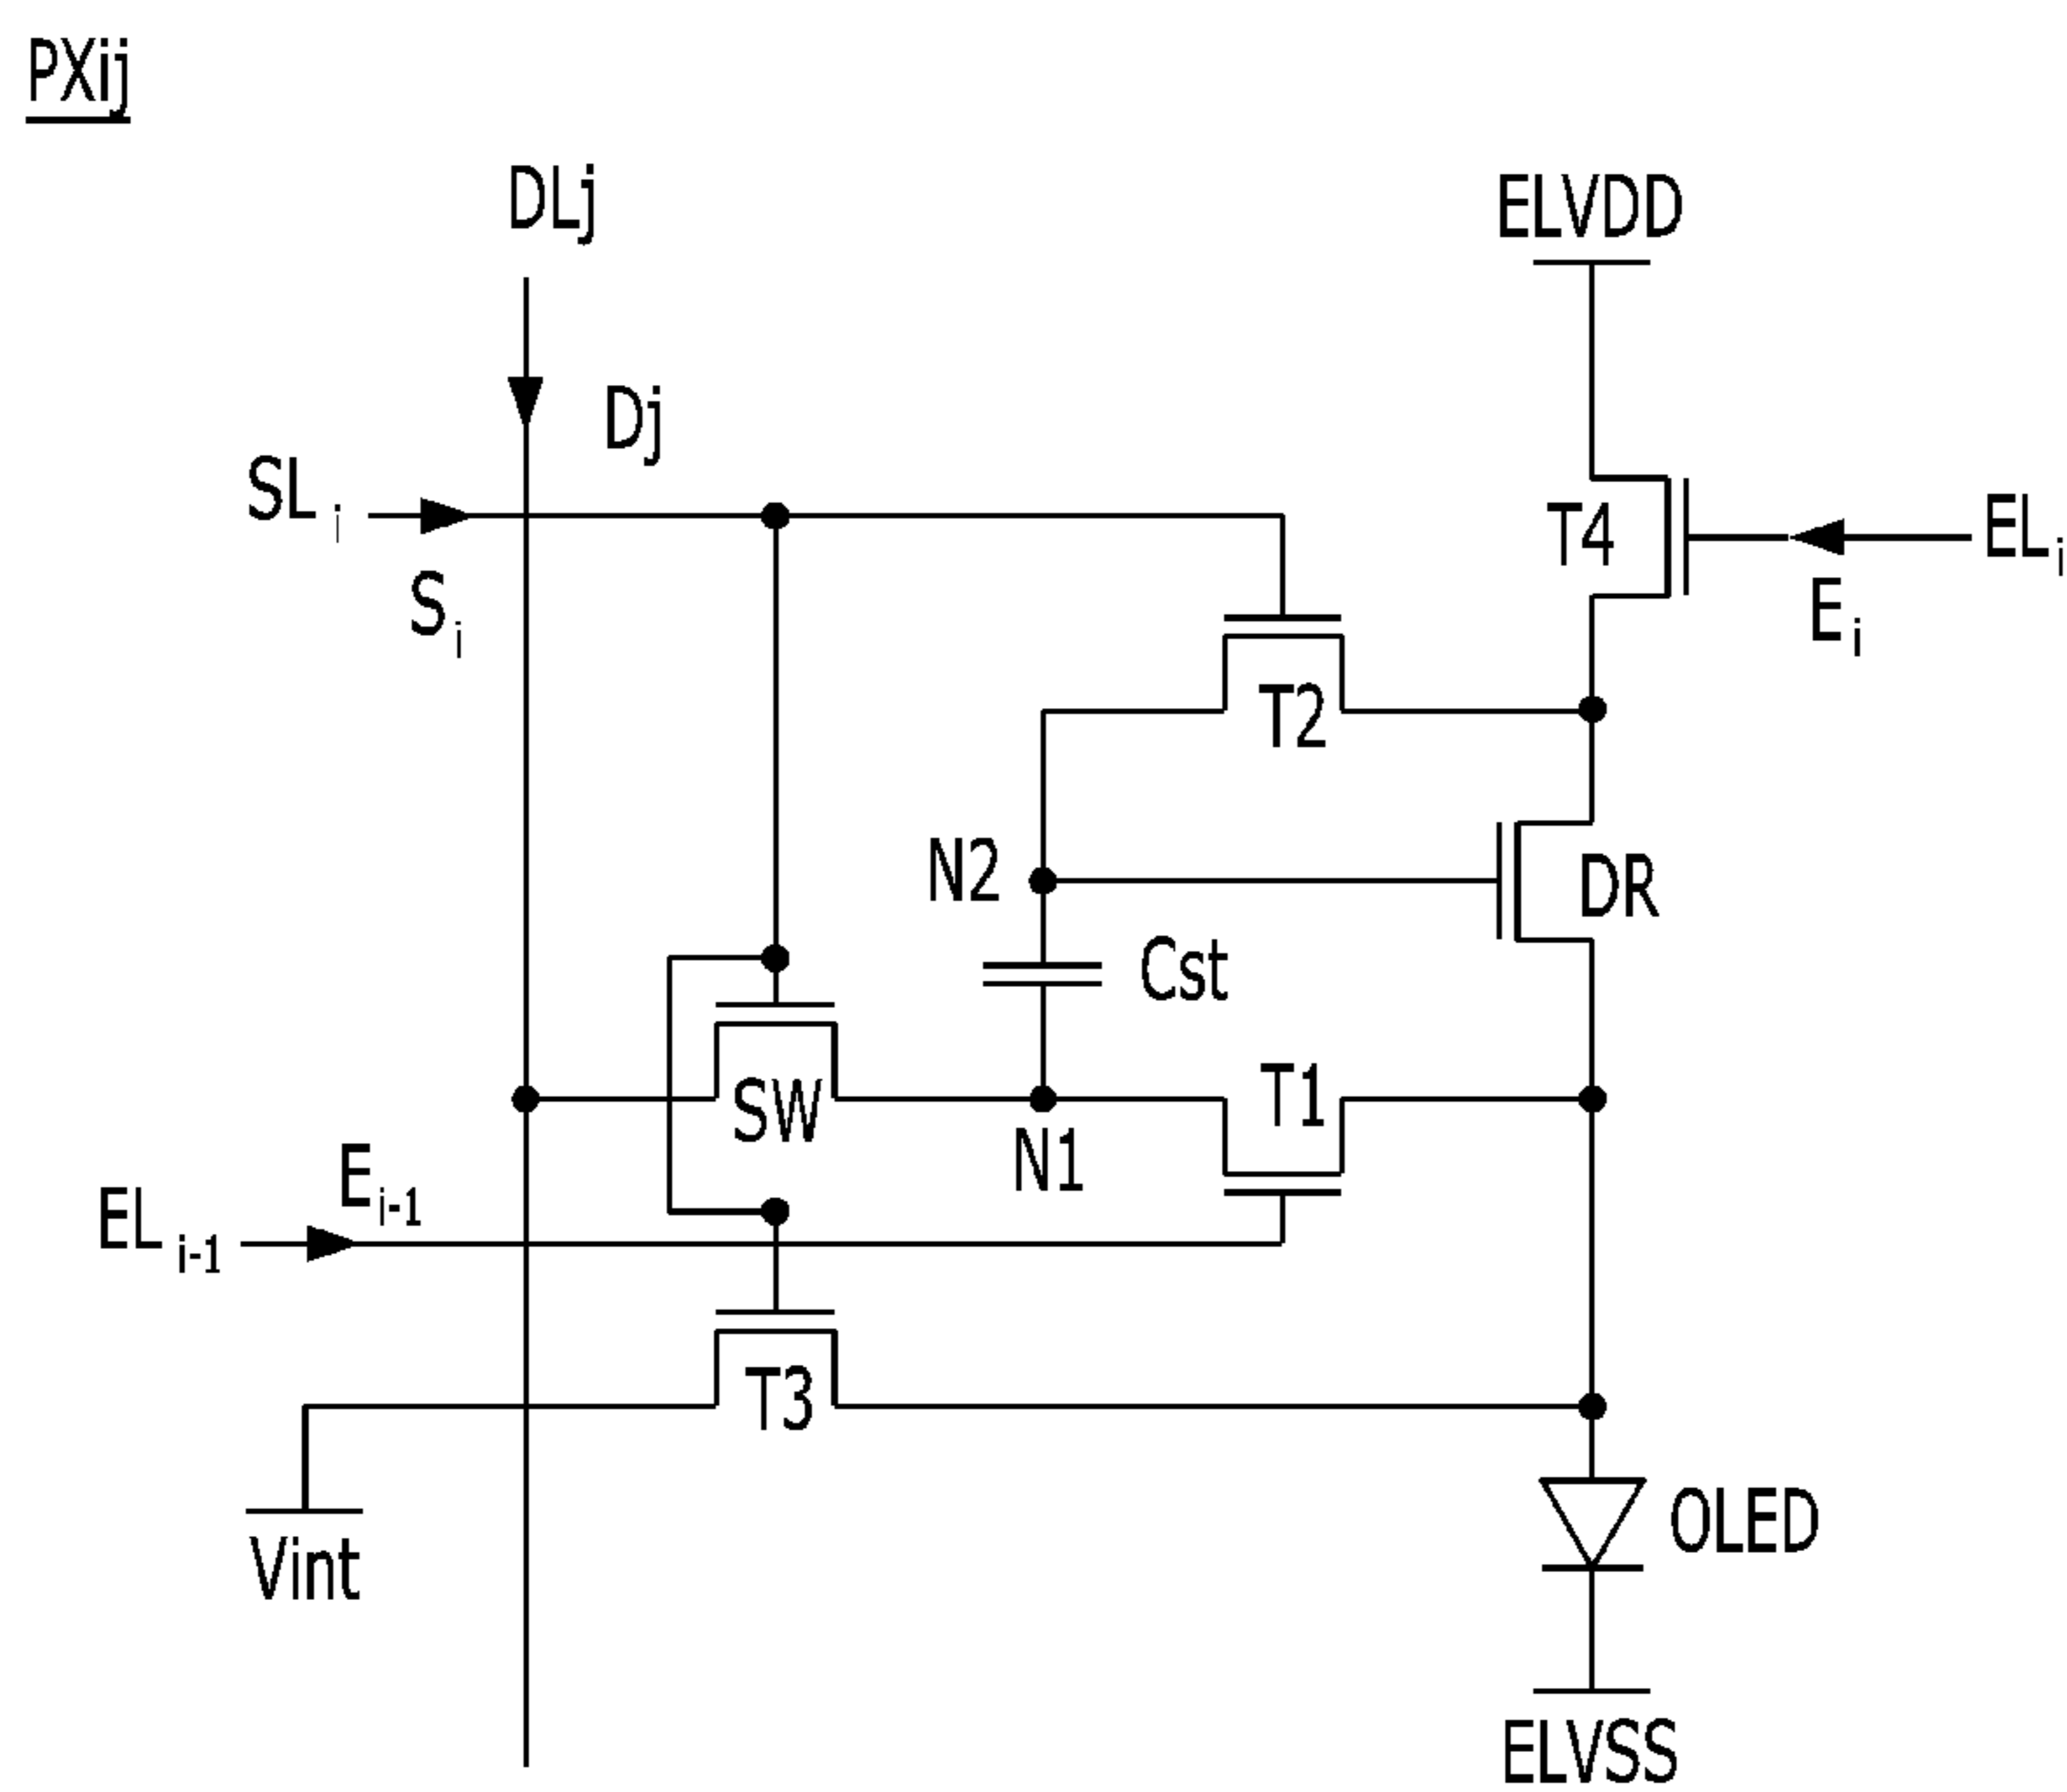 PXij
DLj
ELVDD
Dj
SL i
EL i
T4
S i
E i
T2
N2
DR
Cst
T1
SW
N1
E i-1
EL i-1
T3
OLED
Vint
ELVSS